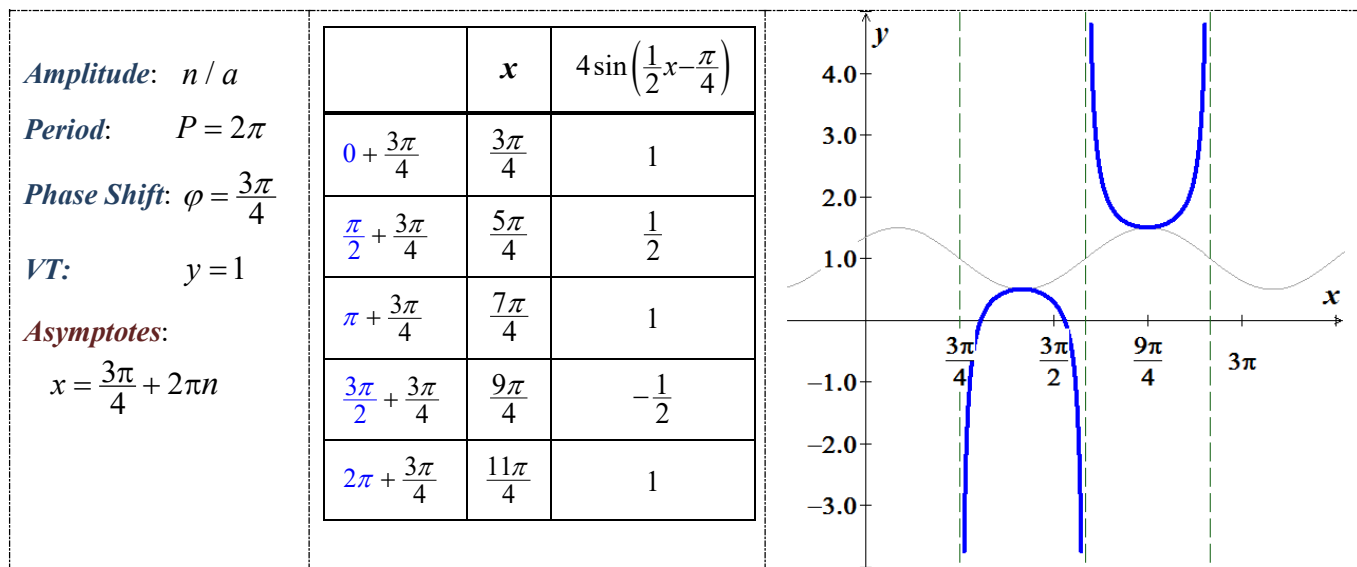 Amplitude: n / a
Period: P = 2π
Phase Shift: φ = 3π/4
VT: y = 1
Asymptotes:
x = 3π/4 + 2πn
x 4 sin(1/2 x − π/4)
0 + 3π/4 3π/4 1
π/2 + 3π/4 5π/4 1/2
π + 3π/4 7π/4 1
3π/2 + 3π/4 9π/4 −1/2
2π + 3π/4 11π/4 1
y
4.0
3.0
2.0
1.0
x
3π/4 3π/2 9π/4 3π
−1.0
−2.0
−3.0